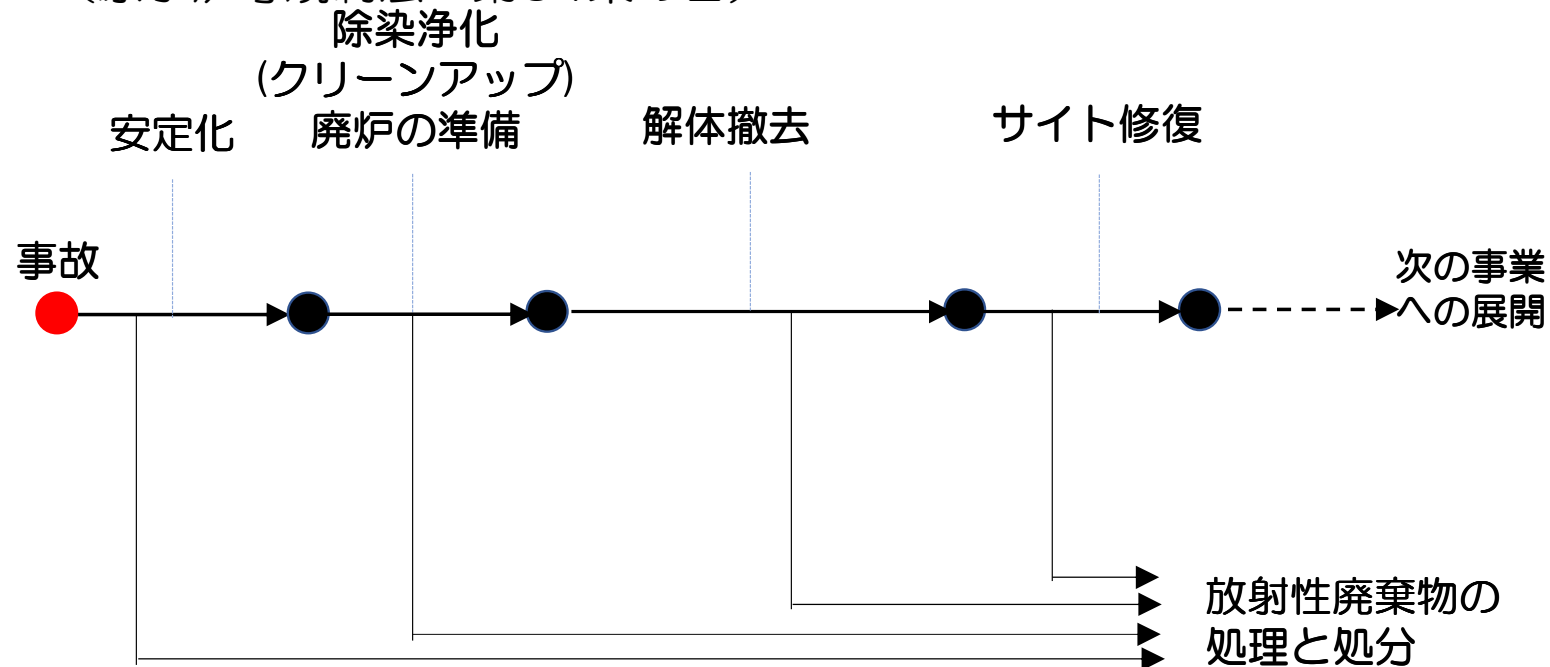 除染浄化
(クリーンアップ)
安定化
廃炉の準備
解体撤去
サイト修復
事故
次の事業
への展開
放射性廃棄物の
処理と処分